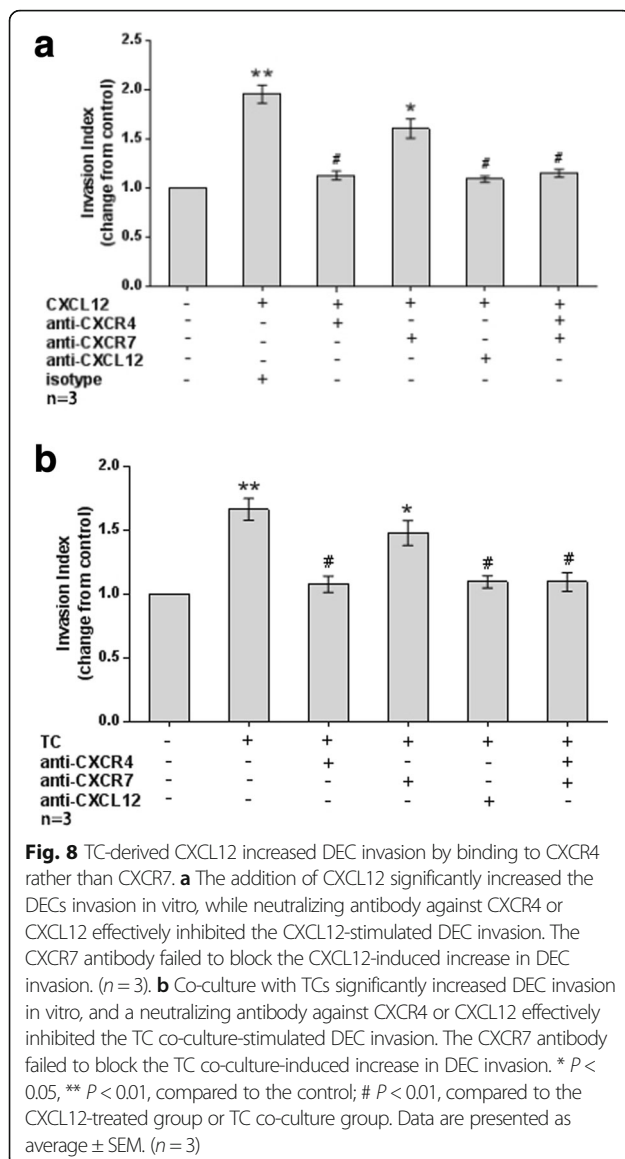 a
2.5
2.0
1.5
1.0
0.5
0.0
Invasion Index
(change from control)
**
#
*
#
#
CXCL12 - + + + + +
anti-CXCR4 - - + - - +
anti-CXCR7 - - - + - +
anti-CXCL12 - - - - + -
isotype - + - - - -
n=3
b
2.0
1.5
1.0
0.5
0.0
Invasion Index
(change from control)
**
#
*
#
#
TC - + + + + +
anti-CXCR4 - - + - - +
anti-CXCR7 - - - + - +
anti-CXCL12 - - - - + -
n=3
Fig. 8 TC-derived CXCL12 increased DEC invasion by binding to CXCR4
rather than CXCR7. a The addition of CXCL12 significantly increased the
DECs invasion in vitro, while neutralizing antibody against CXCR4 or
CXCL12 effectively inhibited the CXCL12-stimulated DEC invasion. The
CXCR7 antibody failed to block the CXCL12-induced increase in DEC
invasion. (n = 3). b Co-culture with TCs significantly increased DEC invasion
in vitro, and a neutralizing antibody against CXCR4 or CXCL12 effectively
inhibited the TC co-culture-stimulated DEC invasion. The CXCR7 antibody
failed to block the TC co-culture-induced increase in DEC invasion. * P <
0.05, ** P < 0.01, compared to the control; # P < 0.01, compared to the
CXCL12-treated group or TC co-culture group. Data are presented as
average ± SEM. (n = 3)